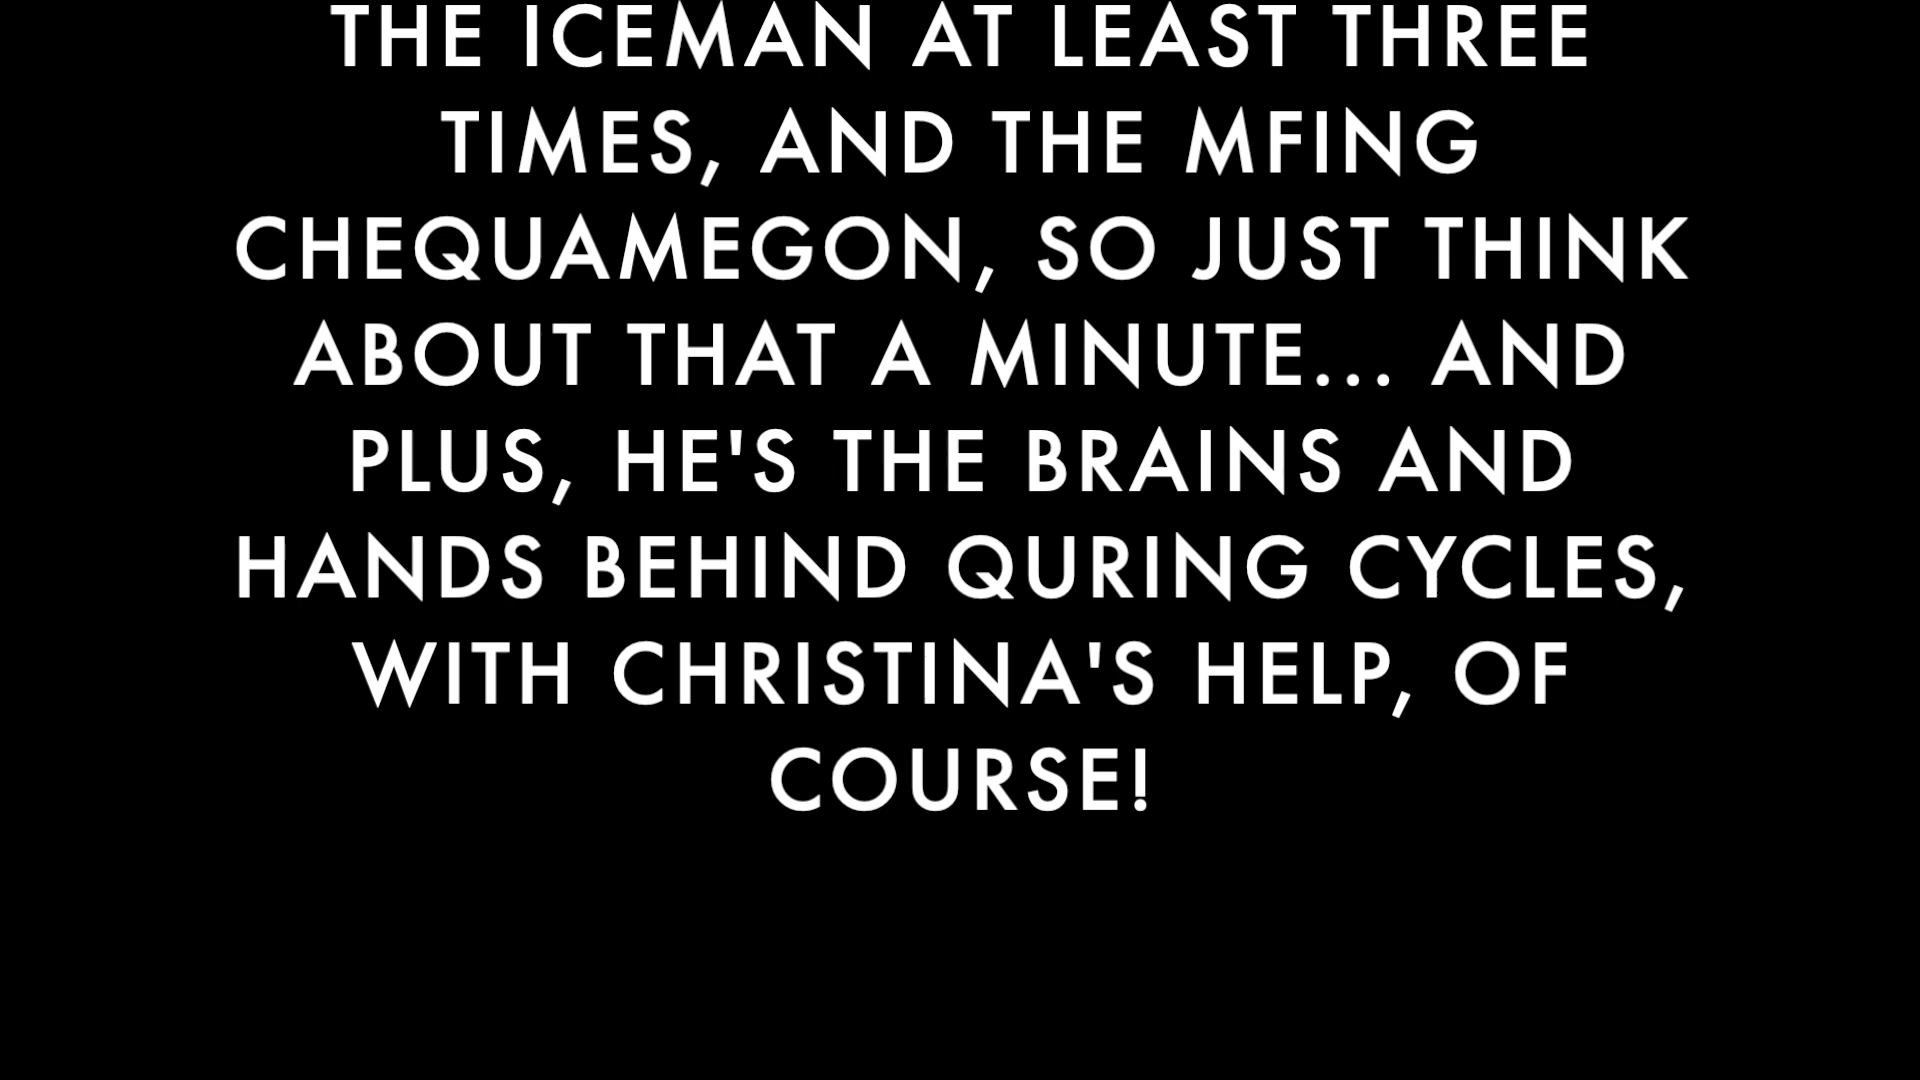 THE ICEMAN AT LEAST THREE
TIMES, AND THE MFING
CHEQUAMEGON, SO JUST THINK
ABOUT THAT A MINUTE... AND
PLUS, HE'S THE BRAINS AND
HANDS BEHIND QURING CYCLES,
WITH CHRISTINA'S HELP, OF
COURSE!